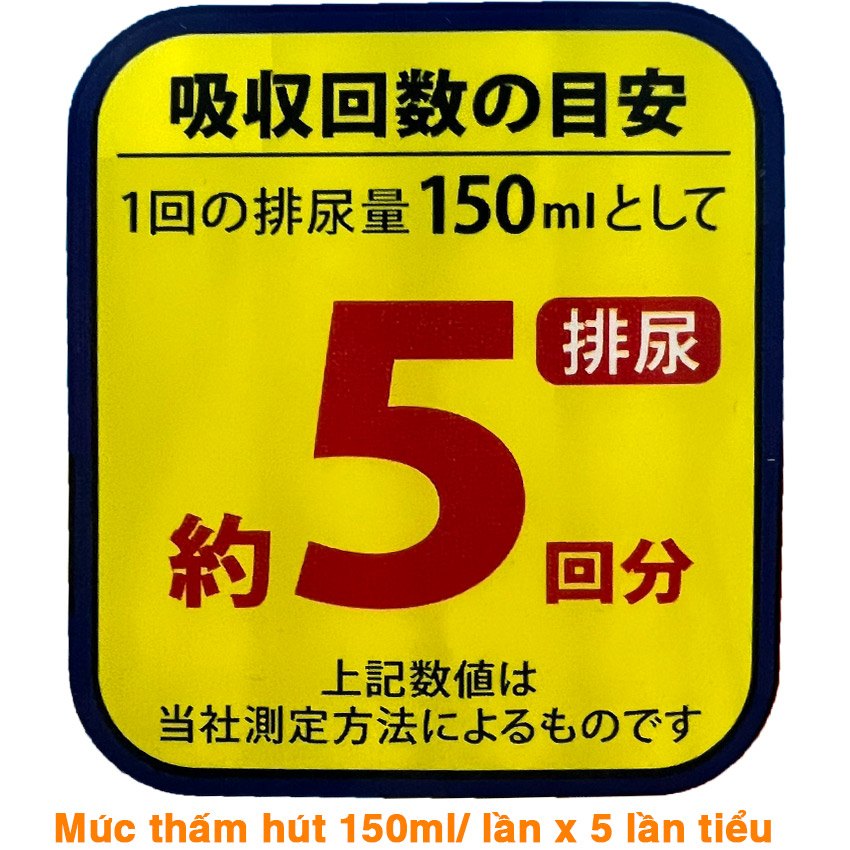 吸収回数の目安
1回の排尿量150mlとして
排尿
約5回分
上記数値は
当社測定方法によるものです
Mức thấm hút 150ml/ lần x 5 lần tiểu